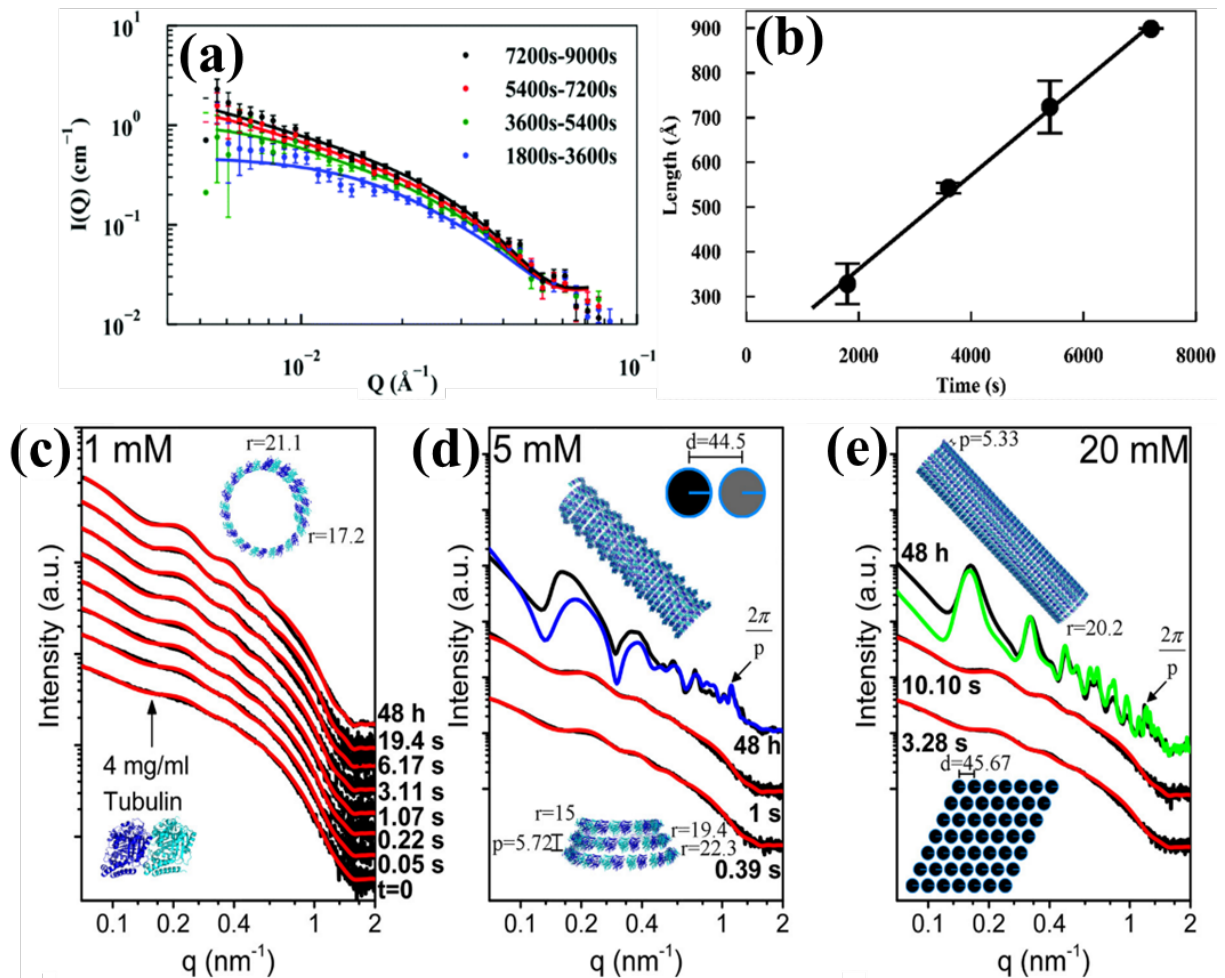 (a)
10¹
10⁰
10⁻¹
10⁻²
I(Q) (cm⁻¹)
7200s-9000s
5400s-7200s
3600s-5400s
1800s-3600s
10⁻²
10⁻¹
Q (Å⁻¹)
(b)
900
800
700
600
500
400
300
Length (Å)
0
2000
4000
6000
8000
Time (s)
(c)
1 mM
r=21.1
r=17.2
Intensity (a.u.)
4 mg/ml
Tubulin
48 h
19.4 s
6.17 s
3.11 s
1.07 s
0.22 s
0.05 s
t=0
0.1
0.2
0.4
1
2
q (nm⁻¹)
(d)
5 mM
d=44.5
Intensity (a.u.)
2π
p
48 h
1 s
r=15
r=19.4
p=5.72
r=22.3
0.39 s
0.1
0.2
0.4
1
2
q (nm⁻¹)
(e)
p=5.33
20 mM
Intensity (a.u.)
48 h
r=20.2
2π
p
10.10 s
3.28 s
d=45.67
0.1
0.2
0.4
1
2
q (nm⁻¹)